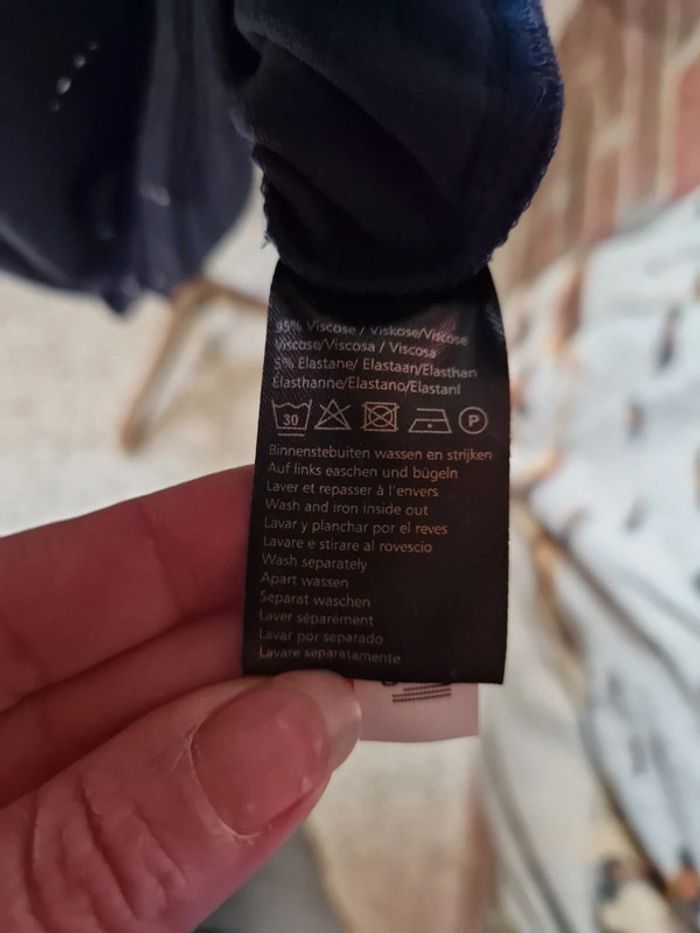 95% Viscose / Viskose/Viscose
Viscose/Viscosa / Viscosa
5% Elastane/ Elastaan/Elasthan
Elasthanne/Elastano/Elastanl
30 P
Binnenstebuiten wassen en strijken
Auf links easchen und bügeln
Laver et repasser à l'envers
Wash and iron inside out
Lavar y planchar por el reves
Lavare e stirare al rovescio
Wash separately
Apart wassen
Separat waschen
Laver séparément
Lavar por separado
Lavare separatamente